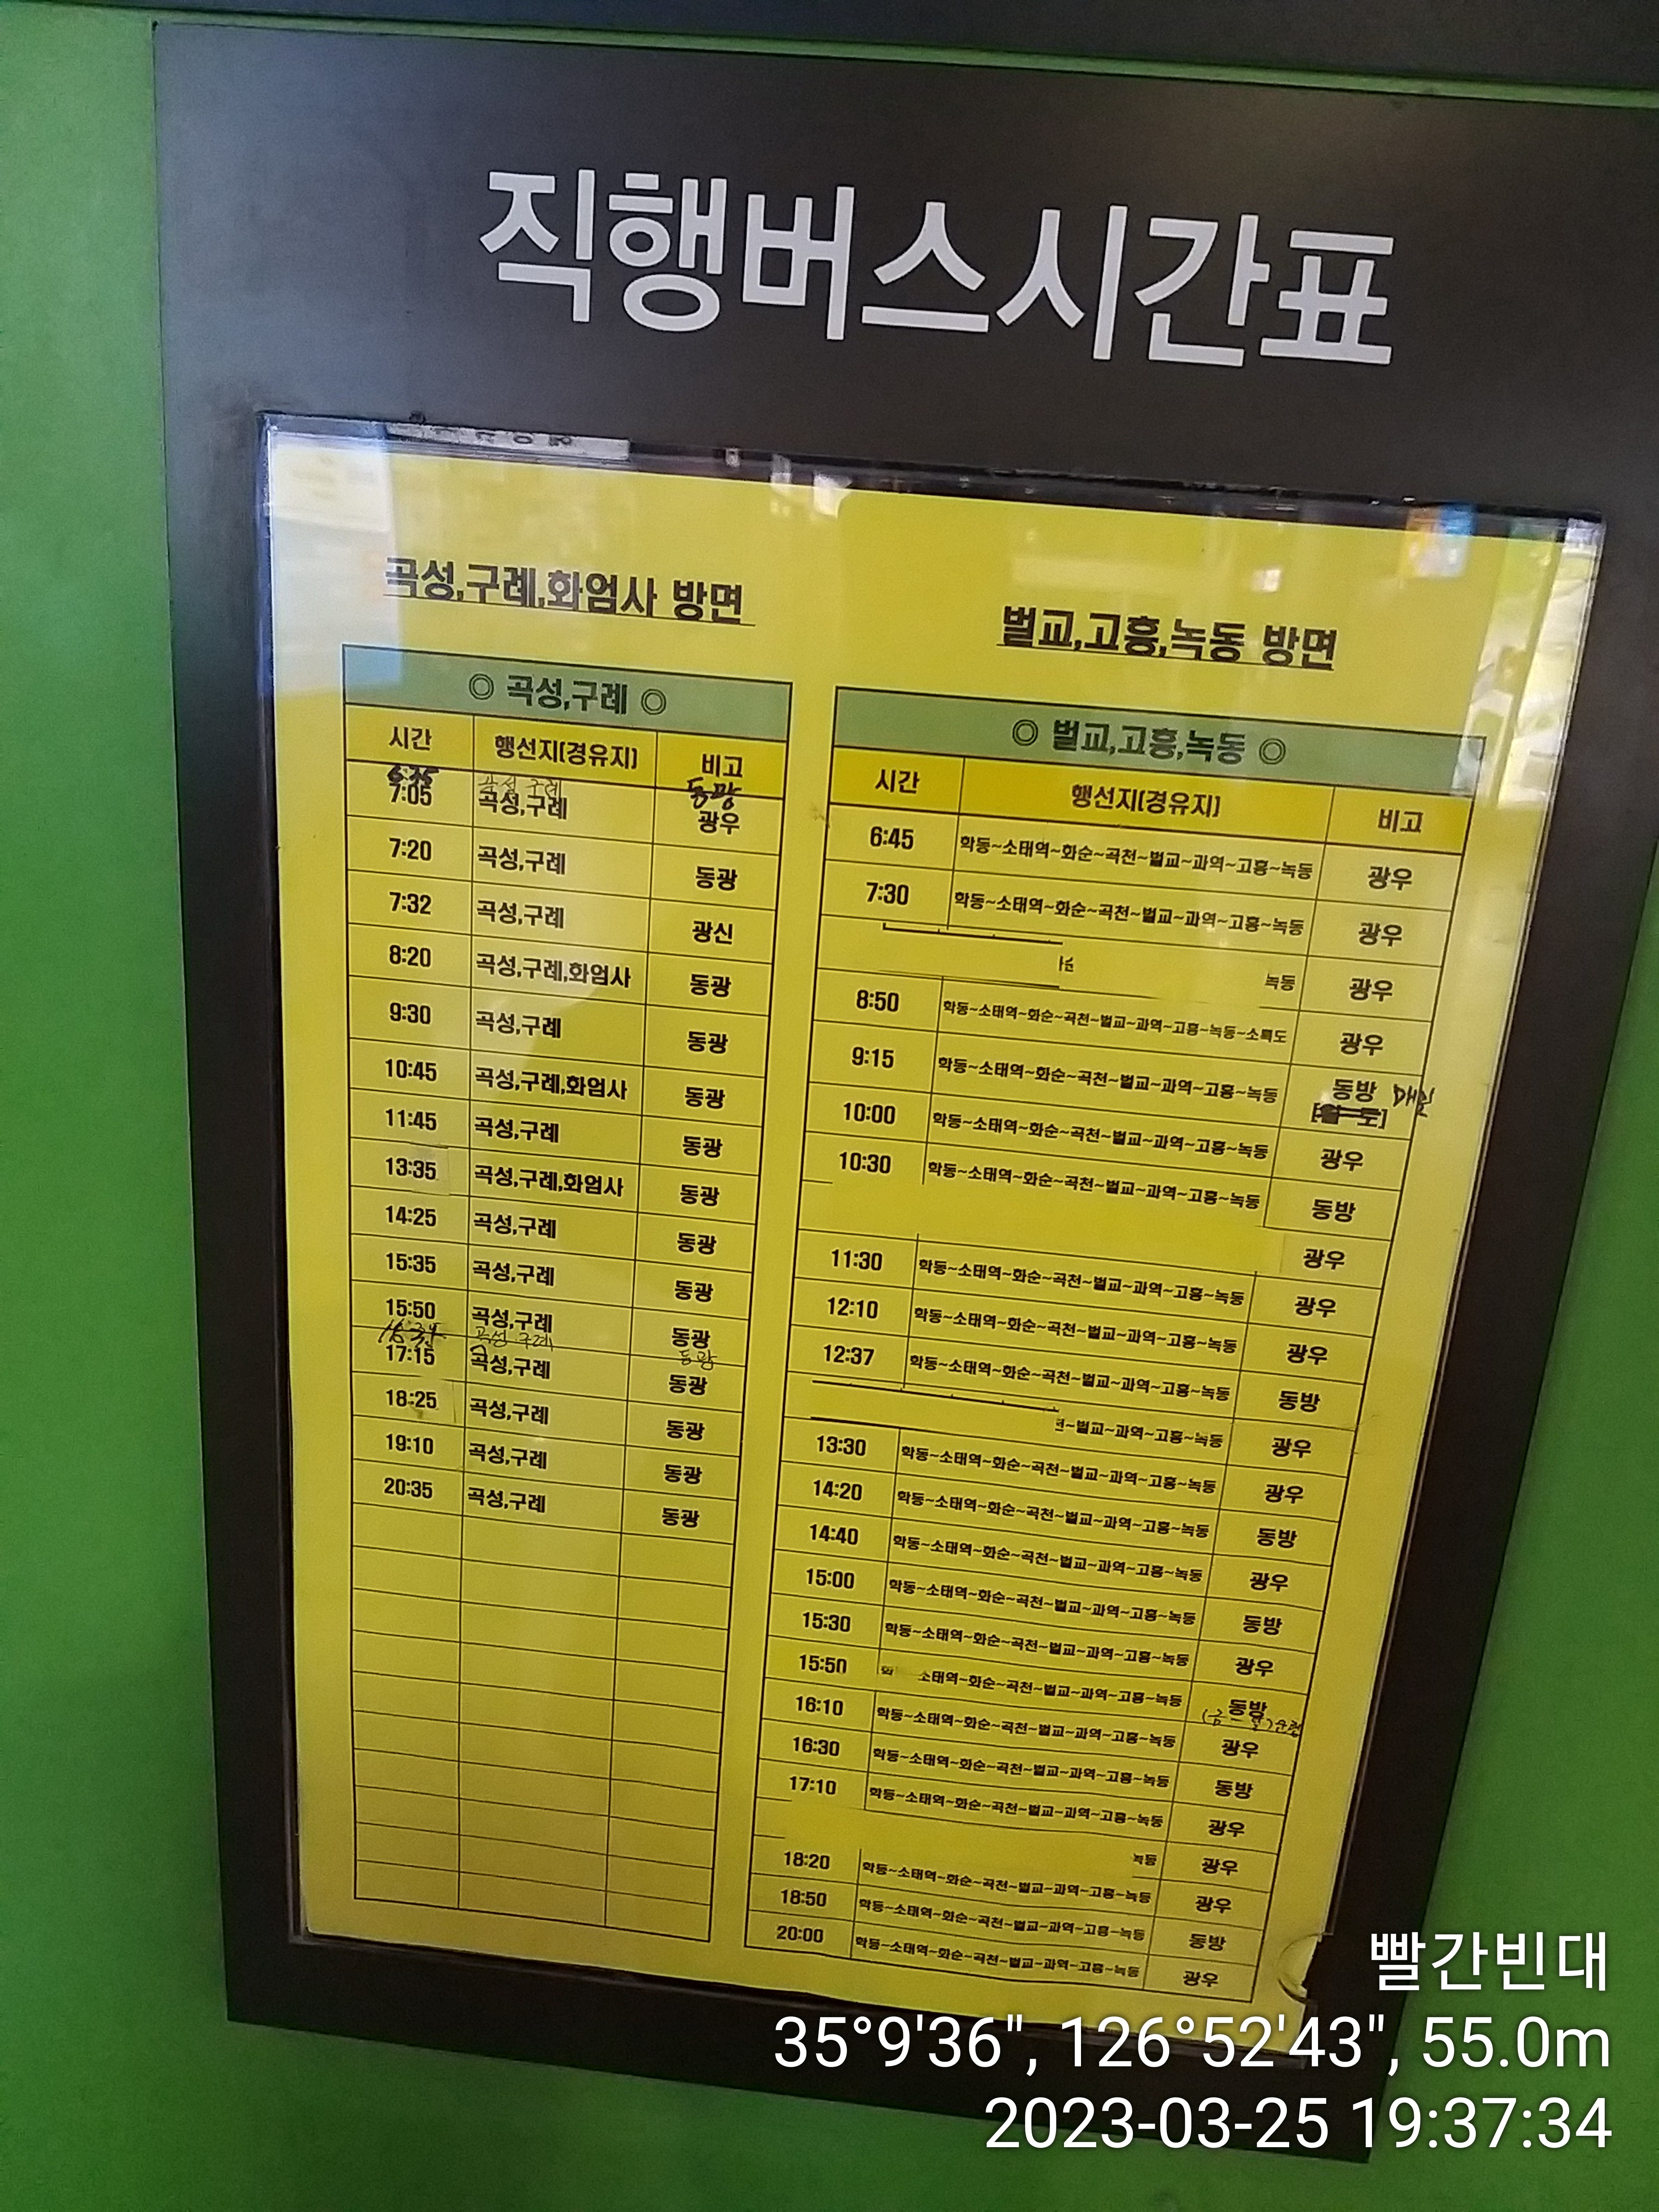 직행버스시간표
곡성,구례,화엄사 방면
◎ 곡성,구례 ◎
시간 행선지(경유지) 비고
곡성 구례 동광
7:05 곡성,구례 광우
7:20 곡성,구례 동광
7:32 곡성,구례 광신
8:20 곡성,구례,화엄사 동광
9:30 곡성,구례 동광
10:45 곡성,구례,화엄사 동광
11:45 곡성,구례 동광
13:35 곡성,구례,화엄사 동광
14:25 곡성,구례 동광
15:35 곡성,구례 동광
15:50 곡성,구례 동광
곡성 구례 동광
17:15 곡성,구례 동광
18:25 곡성,구례 동광
19:10 곡성,구례 동광
20:35 곡성,구례 동광
벌교,고흥,녹동 방면
◎ 벌교,고흥,녹동 ◎
시간 행선지(경유지) 비고
6:45 학동~소태역~화순~곡천~벌교~과역~고흥~녹동 광우
7:30 학동~소태역~화순~곡천~벌교~과역~고흥~녹동 광우
녹동 광우
8:50 학동~소태역~화순~곡천~벌교~과역~고흥~녹동~소록도 광우
9:15 학동~소태역~화순~곡천~벌교~과역~고흥~녹동 동방 매일
[월~토]
10:00 학동~소태역~화순~곡천~벌교~과역~고흥~녹동 광우
10:30 학동~소태역~화순~곡천~벌교~과역~고흥~녹동 동방
광우
11:30 학동~소태역~화순~곡천~벌교~과역~고흥~녹동 광우
12:10 학동~소태역~화순~곡천~벌교~과역~고흥~녹동 광우
12:37 학동~소태역~화순~곡천~벌교~과역~고흥~녹동 동방
~벌교~과역~고흥~녹동 광우
13:30 학동~소태역~화순~곡천~벌교~과역~고흥~녹동 광우
14:20 학동~소태역~화순~곡천~벌교~과역~고흥~녹동 동방
14:40 학동~소태역~화순~곡천~벌교~과역~고흥~녹동 광우
15:00 학동~소태역~화순~곡천~벌교~과역~고흥~녹동 동방
15:30 학동~소태역~화순~곡천~벌교~과역~고흥~녹동 광우
15:50 소태역~화순~곡천~벌교~과역~고흥~녹동 동방
16:10 학동~소태역~화순~곡천~벌교~과역~고흥~녹동 광우
16:30 학동~소태역~화순~곡천~벌교~과역~고흥~녹동 동방
17:10 학동~소태역~화순~곡천~벌교~과역~고흥~녹동 광우
녹동 광우
18:20 학동~소태역~화순~곡천~벌교~과역~고흥~녹동 광우
18:50 학동~소태역~화순~곡천~벌교~과역~고흥~녹동 동방
20:00 학동~소태역~화순~곡천~벌교~과역~고흥~녹동 광우
빨간빈대
35°9'36", 126°52'43", 55.0m
2023-03-25 19:37:34